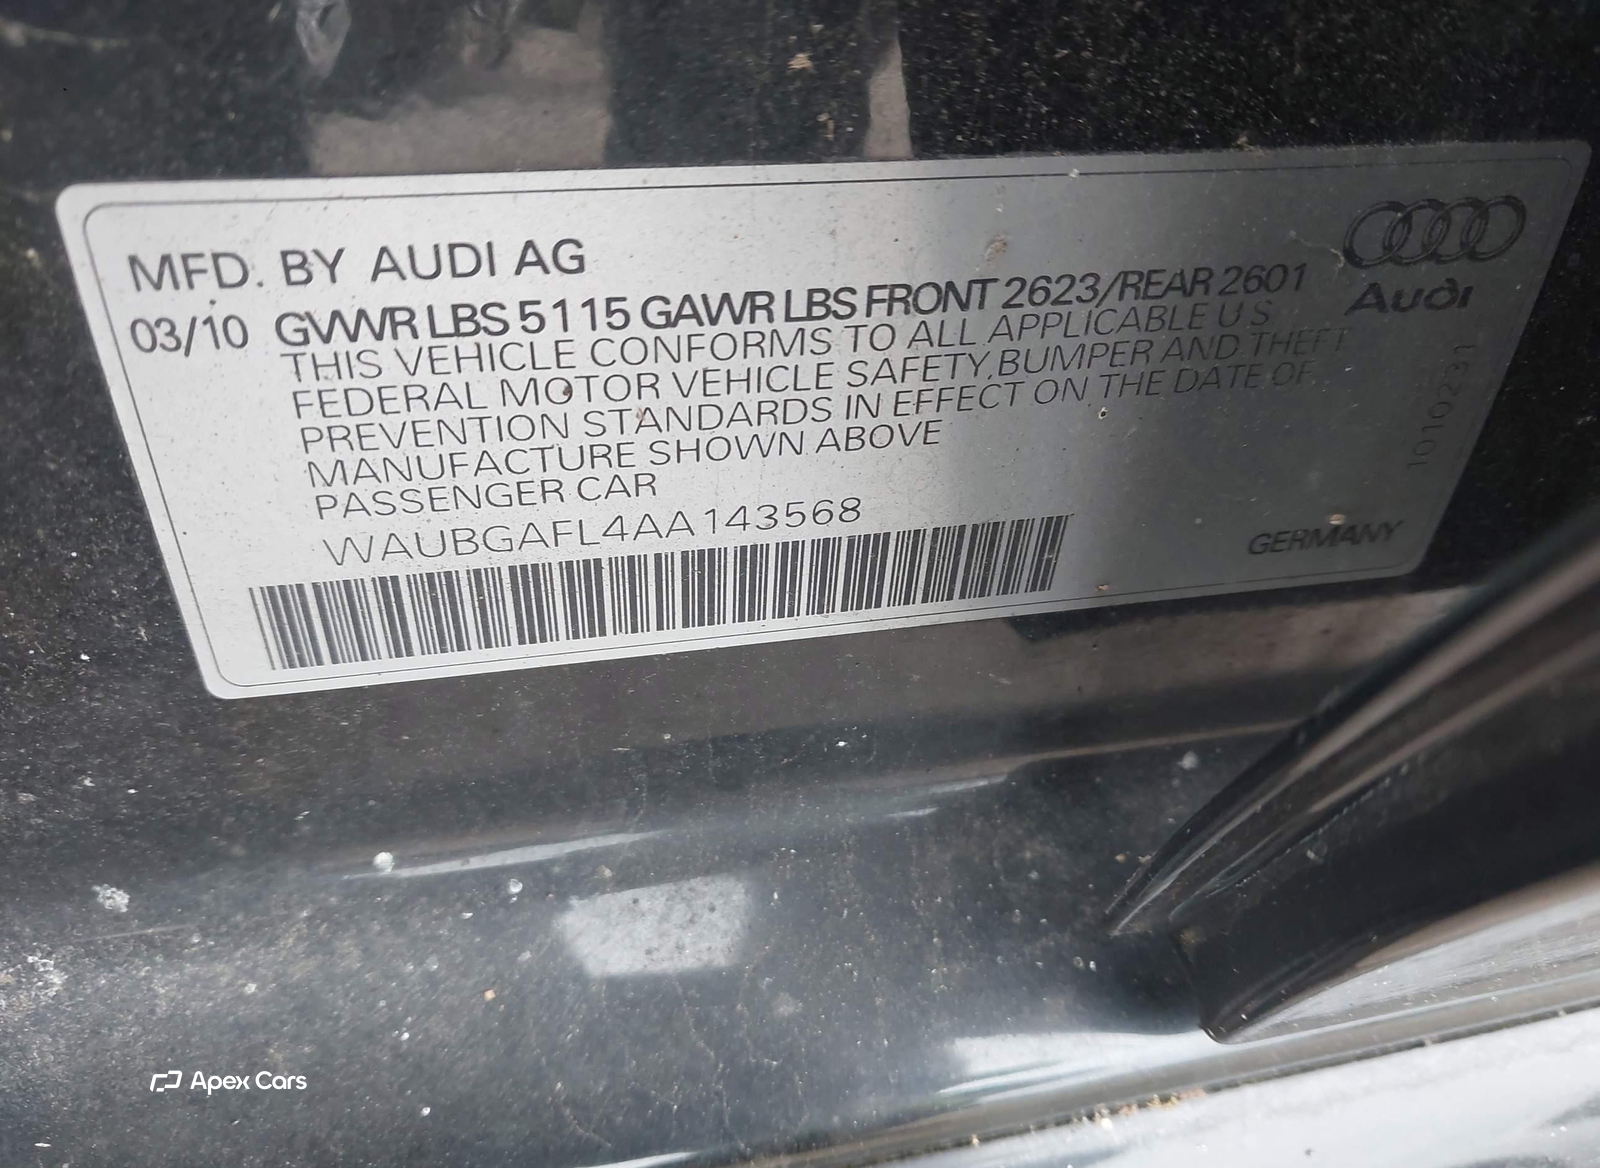 MFD. BY AUDI AG
03/10 GVWR LBS 5115 GAWR LBS FRONT 2623/REAR 2601
THIS VEHICLE CONFORMS TO ALL APPLICABLE U S
FEDERAL MOTOR VEHICLE SAFETY, BUMPER AND THEFT
PREVENTION STANDARDS IN EFFECT ON THE DATE OF
MANUFACTURE SHOWN ABOVE
PASSENGER CAR
WAUBGAFL4AA143568
Audi
1010231
GERMANY
Apex Cars